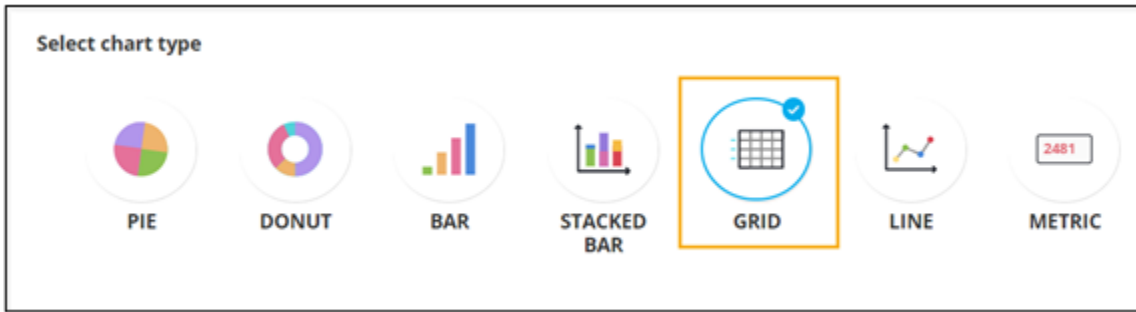 Select chart type
2481
PIE
DONUT
BAR
STACKED
BAR
GRID
LINE
METRIC